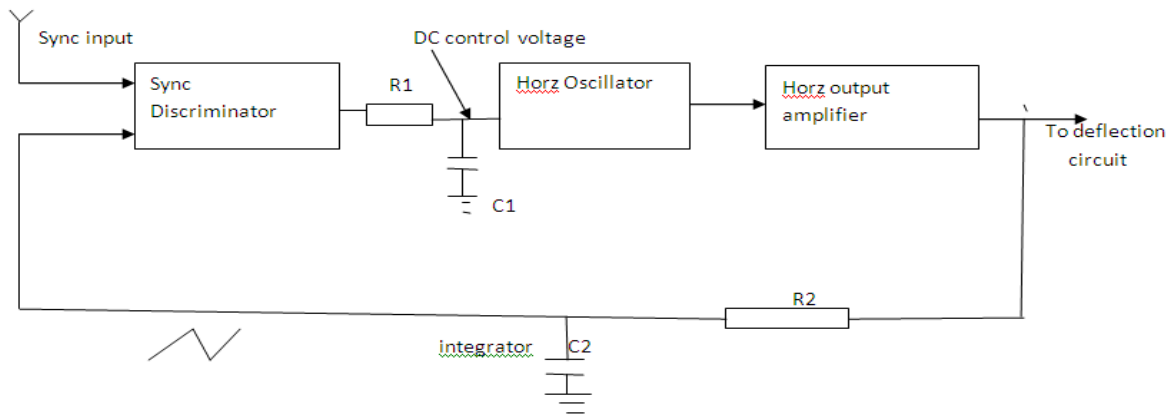 Sync input
DC control voltage
Sync
Discriminator
R1
Horz Oscillator
Horz output
amplifier
To deflection
circuit
C1
R2
integrator
C2